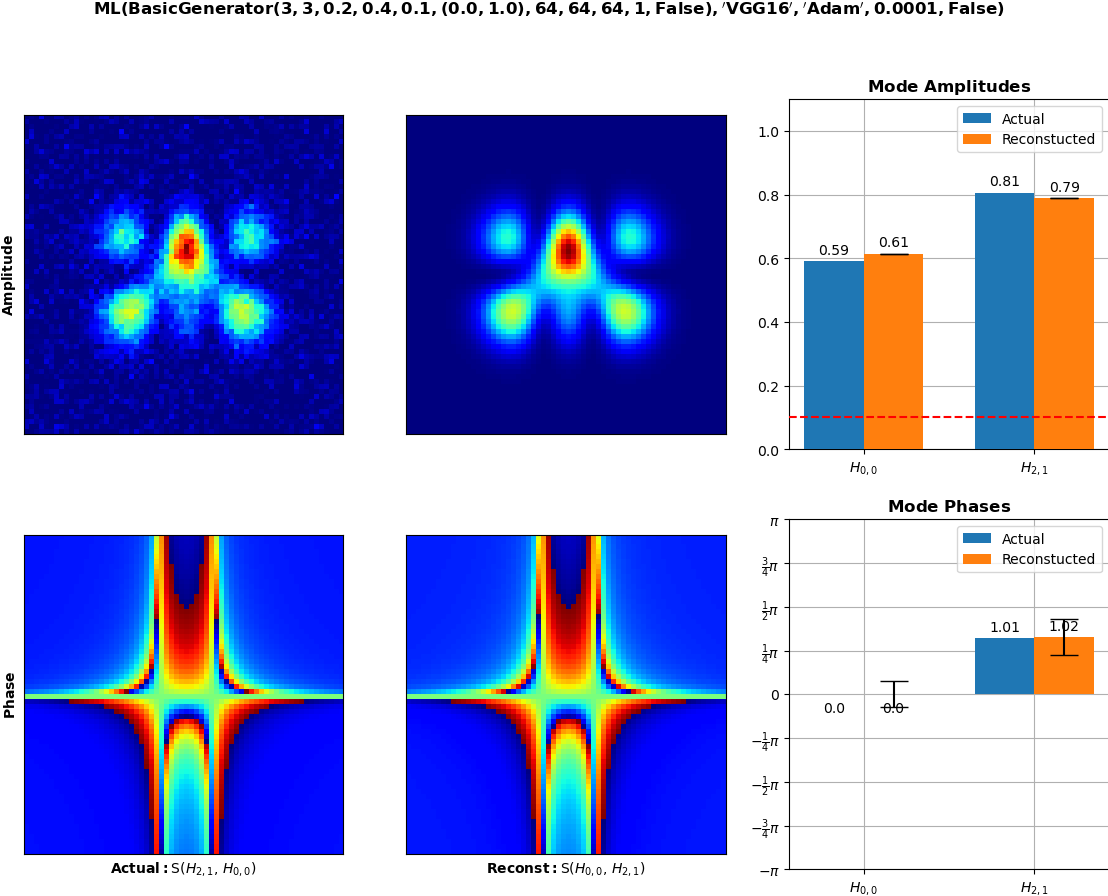 ML(BasicGenerator(3, 3, 0.2, 0.4, 0.1, (0.0, 1.0), 64, 64, 64, 1, False), ′VGG16′, ′Adam′, 0.0001, False)
Amplitude
Mode Amplitudes
Actual
Reconstucted
1.0
0.8
0.6
0.4
0.2
0.0
0.59
0.61
0.81
0.79
H0,0
H2,1
Phase
Actual: S(H2,1, H0,0)
Reconst: S(H0,0, H2,1)
Mode Phases
Actual
Reconstucted
π
3/4π
1/2π
1/4π
0
−1/4π
−1/2π
−3/4π
−π
0.0
0.0
1.01
1.02
H0,0
H2,1